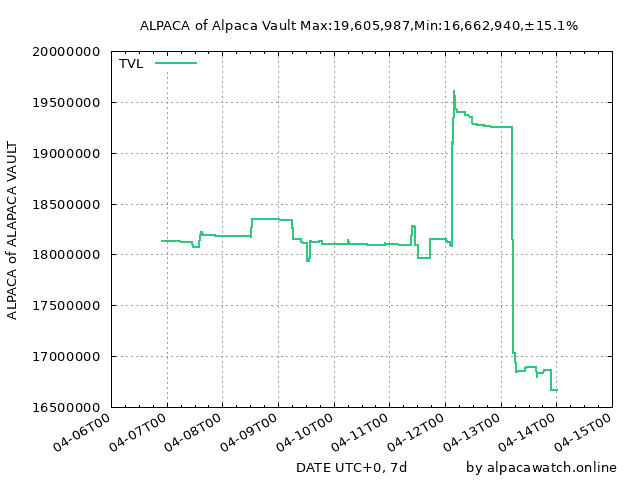 ALPACA of Alpaca Vault Max:19,605,987,Min:16,662,940,±15.1%
TVL
20000000
19500000
19000000
18500000
18000000
17500000
17000000
16500000
ALPACA of ALAPACA VAULT
04-06T00
04-07T00
04-08T00
04-09T00
04-10T00
04-11T00
04-12T00
04-13T00
04-14T00
04-15T00
DATE UTC+0, 7d
by alpacawatch.online